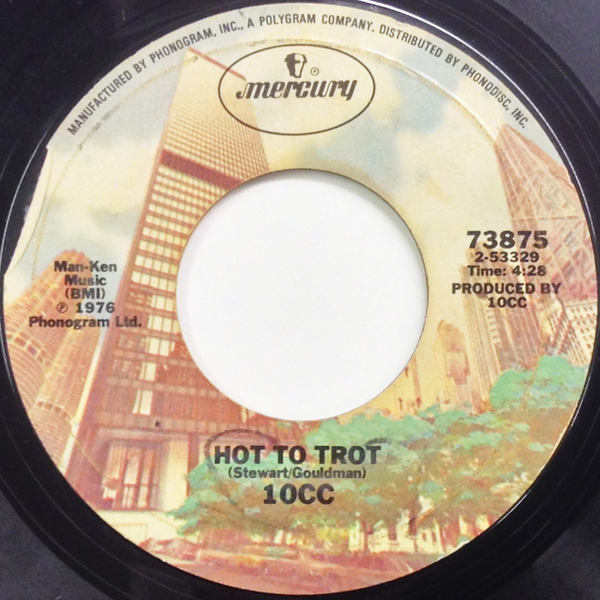 MANUFACTURED BY PHONOGRAM, INC., A POLYGRAM COMPANY. DISTRIBUTED BY PHONODISC, INC.
mercury
73875
2-53329
Time: 4:28
PRODUCED BY
10CC
Man-Ken
Music
(BMI)
℗ 1976
Phonogram Ltd.
HOT TO TROT
(Stewart/Gouldman)
10CC